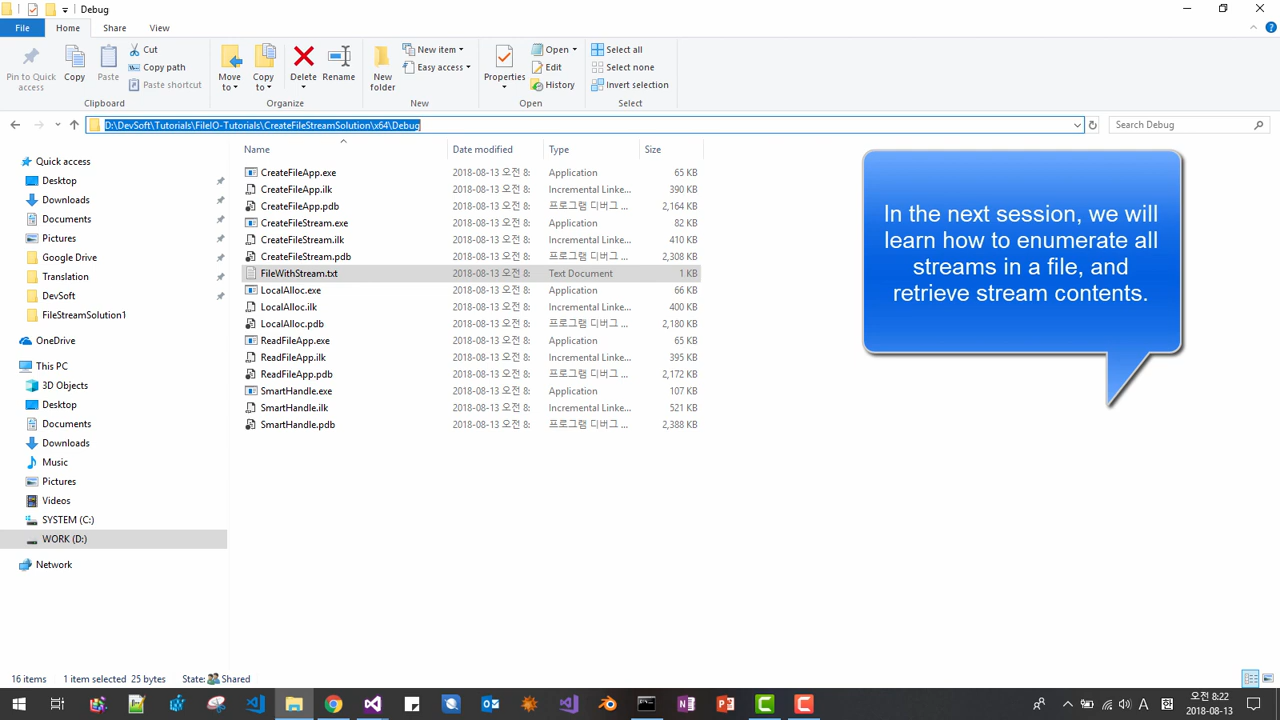 Debug
File Home Share View
Pin to Quick access
Copy
Paste
Cut
Copy path
Paste shortcut
Clipboard
Move to
Copy to
Delete
Rename
Organize
New folder
New item
Easy access
New
Properties
Open
Edit
History
Open
Select all
Select none
Invert selection
Select
D:\DevSoft\Tutorials\FileIO-Tutorials\CreateFileStreamSolution\x64\Debug
Search Debug
Quick access
Desktop
Downloads
Documents
Pictures
Google Drive
Translation
DevSoft
FileStreamSolution1
OneDrive
This PC
3D Objects
Desktop
Documents
Downloads
Music
Pictures
Videos
SYSTEM (C:)
WORK (D:)
Network
Name Date modified Type Size
CreateFileApp.exe 2018-08-13 오전 8: Application 65 KB
CreateFileApp.ilk 2018-08-13 오전 8: Incremental Linke... 390 KB
CreateFileApp.pdb 2018-08-13 오전 8: 프로그램 디버그 ... 2,164 KB
CreateFileStream.exe 2018-08-13 오전 8: Application 82 KB
CreateFileStream.ilk 2018-08-13 오전 8: Incremental Linke... 410 KB
CreateFileStream.pdb 2018-08-13 오전 8: 프로그램 디버그 ... 2,308 KB
FileWithStream.txt 2018-08-13 오전 8: Text Document 1 KB
LocalAlloc.exe 2018-08-13 오전 8: Application 66 KB
LocalAlloc.ilk 2018-08-13 오전 8: Incremental Linke... 400 KB
LocalAlloc.pdb 2018-08-13 오전 8: 프로그램 디버그 ... 2,180 KB
ReadFileApp.exe 2018-08-13 오전 8: Application 65 KB
ReadFileApp.ilk 2018-08-13 오전 8: Incremental Linke... 395 KB
ReadFileApp.pdb 2018-08-13 오전 8: 프로그램 디버그 ... 2,172 KB
SmartHandle.exe 2018-08-13 오전 8: Application 107 KB
SmartHandle.ilk 2018-08-13 오전 8: Incremental Linke... 521 KB
SmartHandle.pdb 2018-08-13 오전 8: 프로그램 디버그 ... 2,388 KB
In the next session, we will
learn how to enumerate all
streams in a file, and
retrieve stream contents.
16 items 1 item selected 25 bytes State: Shared
A
오전 8:22
2018-08-13